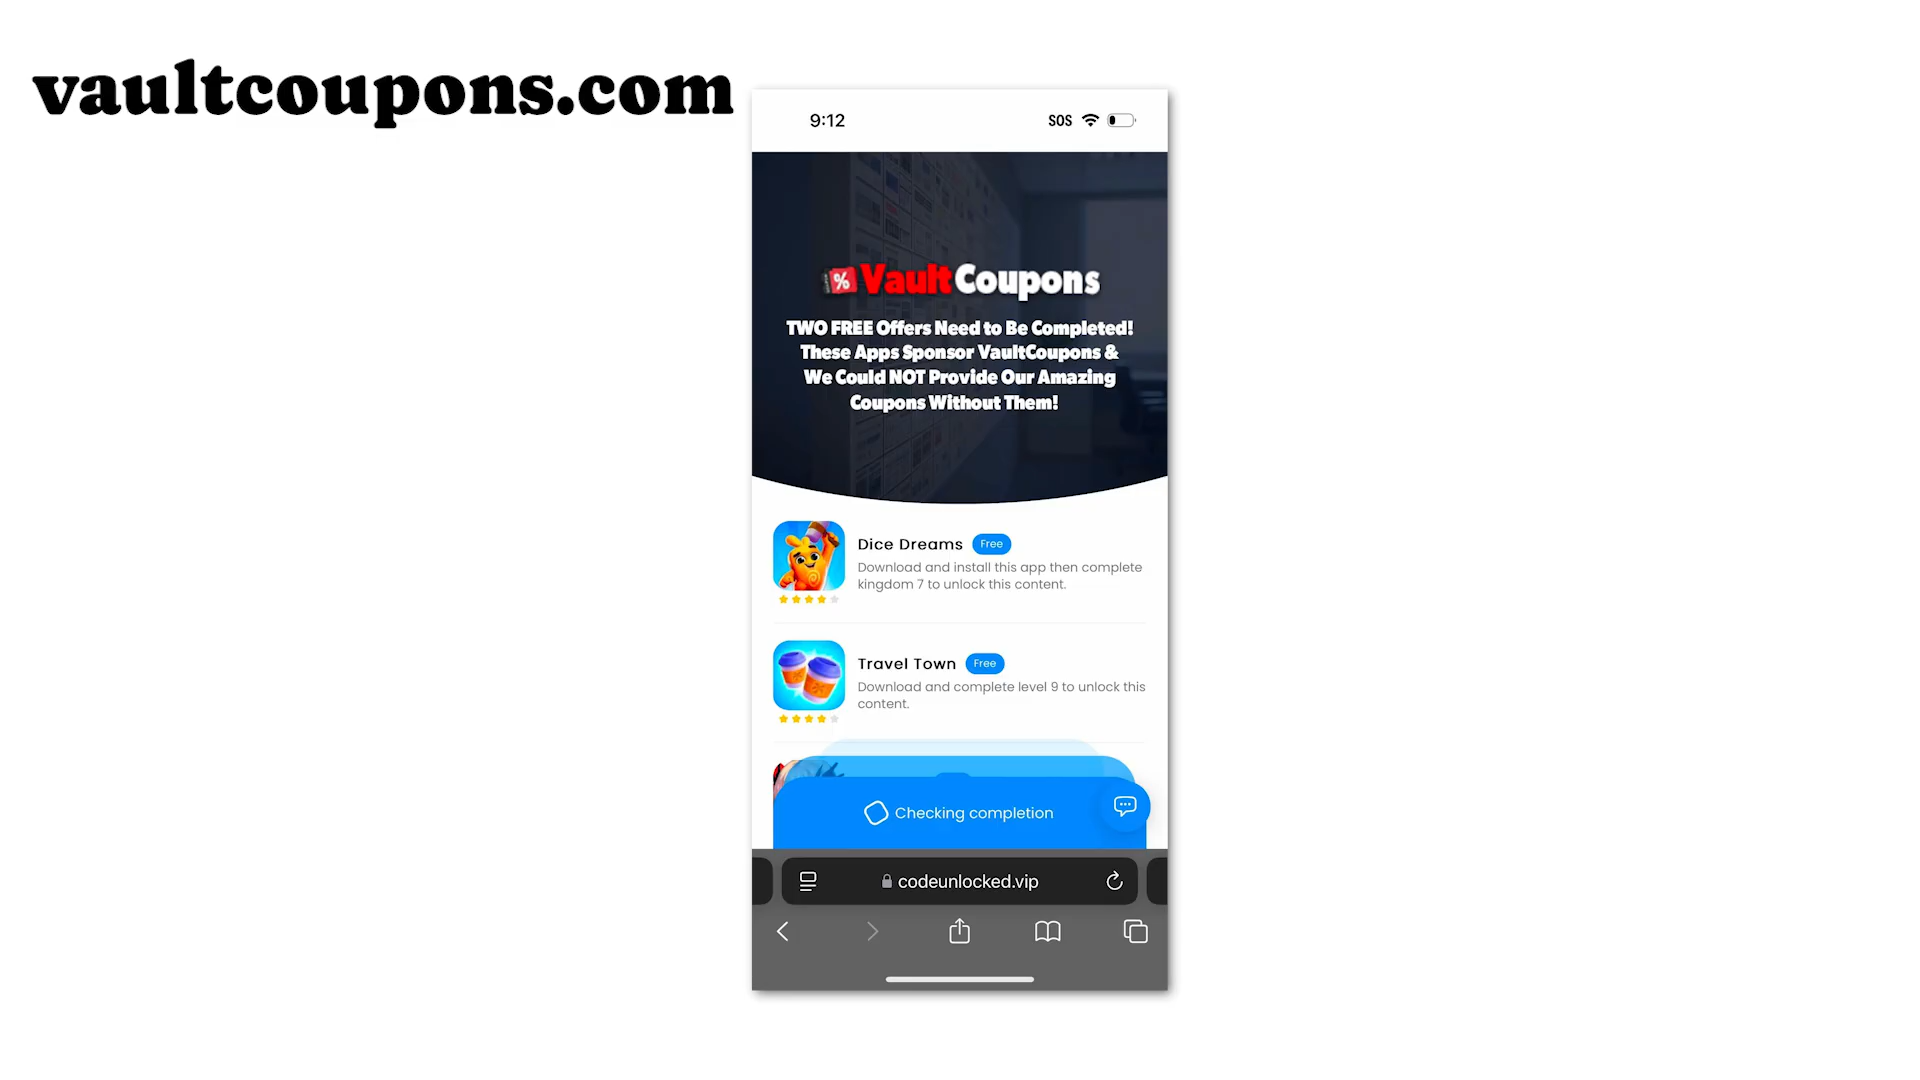 vaultcoupons.com
9:12
SOS
% VaultCoupons
TWO FREE Offers Need to Be Completed!
These Apps Sponsor VaultCoupons &
We Could NOT Provide Our Amazing
Coupons Without Them!
Dice Dreams Free
Download and install this app then complete
kingdom 7 to unlock this content.
Travel Town Free
Download and complete level 9 to unlock this
content.
Checking completion
codeunlocked.vip